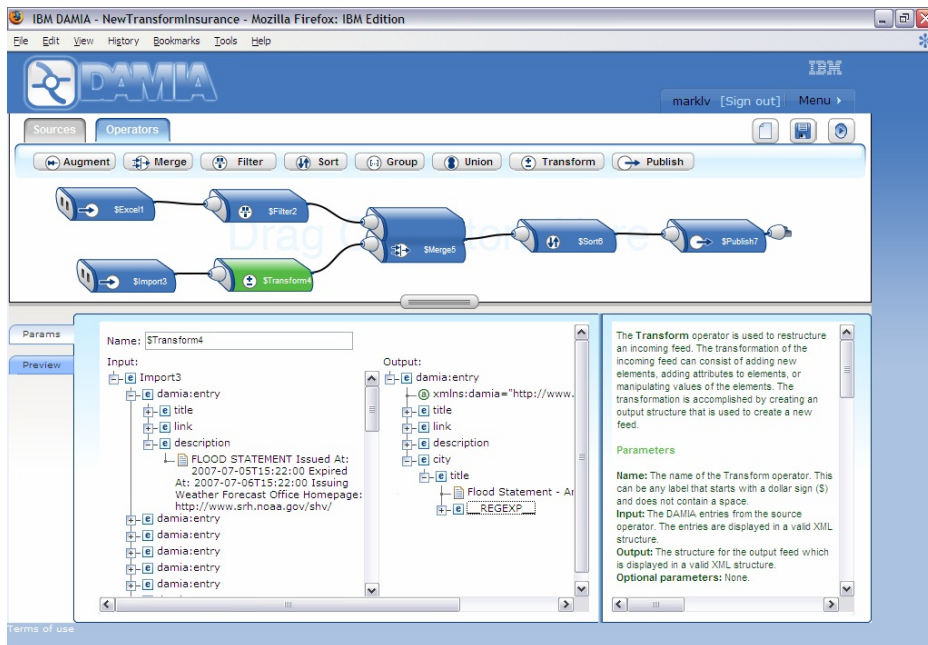 IBM DAMIA - NewTransformInsurance - Mozilla Firefox: IBM Edition
File Edit View History Bookmarks Tools Help
DAMIA
IBM
marklv [Sign out] Menu
Sources Operators
Augment Merge Filter Sort Group Union Transform Publish
$Excel1 $Filter2
Drag
$Merge5 $Sort6 $Publish7
$Import3 $Transform4
Params
Preview
Name: $Transform4
Input:
Import3
damia:entry
title
link
description
FLOOD STATEMENT Issued At:
2007-07-05T15:22:00 Expired
At: 2007-07-06T15:22:00 Issuing
Weather Forecast Office Homepage:
http://www.srh.noaa.gov/shv/
damia:entry
damia:entry
damia:entry
damia:entry
damia:entry
Output:
damia:entry
xmlns:damia="http://www.
title
link
description
city
title
Flood Statement - Ar
__REGEXP__
The Transform operator is used to restructure
an incoming feed. The transformation of the
incoming feed can consist of adding new
elements, adding attributes to elements, or
manipulating values of the elements. The
transformation is accomplished by creating an
output structure that is used to create a new
feed.
Parameters
Name: The name of the Transform operator. This
can be any label that starts with a dollar sign ($)
and does not contain a space.
Input: The DAMIA entries from the source
operator. The entries are displayed in a valid XML
structure.
Output: The structure for the output feed which
is displayed in a valid XML structure.
Optional parameters: None.
Terms of use